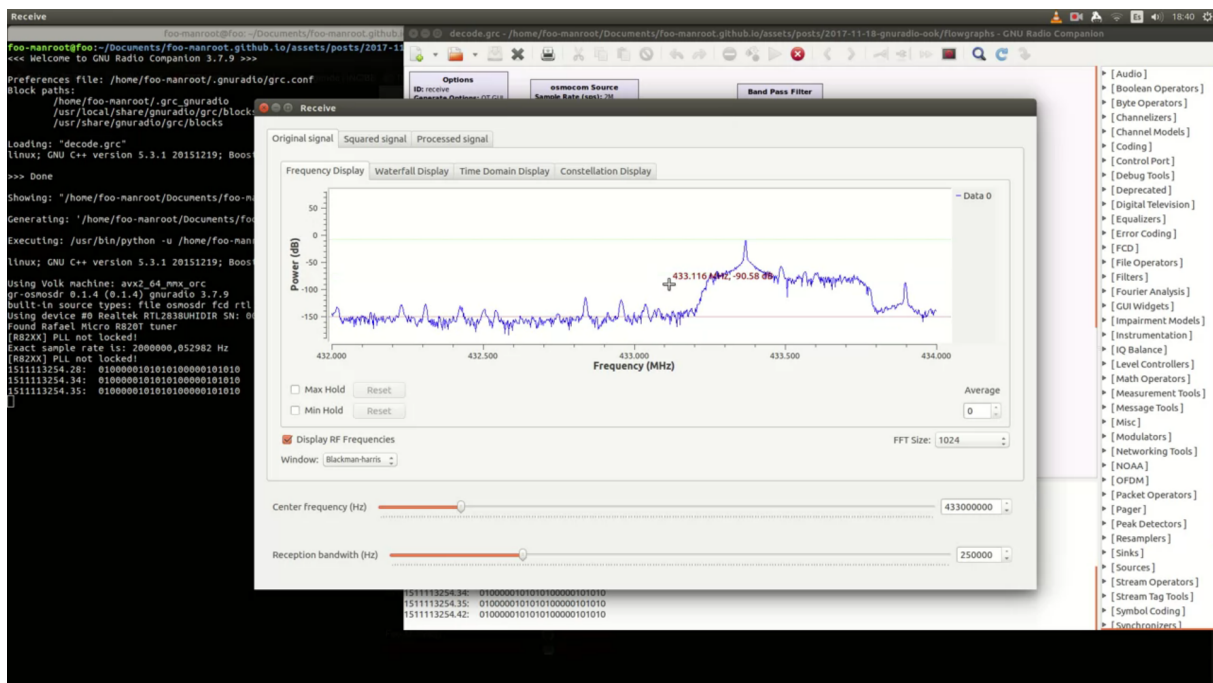 Receive
Es
18:40
foo-manroot@foo: ~/Documents/foo-manroot.github.i
decode.grc - /home/foo-manroot/Documents/foo-manroot.github.io/assets/posts/2017-11-18-gnuradio-ook/flowgraphs - GNU Radio Companion
foo-manroot@foo:~/Documents/foo-manroot.github.io/assets/posts/2017-11
<<< Welcome to GNU Radio Companion 3.7.9 >>>
Preferences file: /home/foo-manroot/.gnuradio/grc.conf
Block paths:
/home/foo-manroot/.grc_gnuradio
/usr/local/share/gnuradio/grc/blocks
/usr/share/gnuradio/grc/blocks
Loading: "decode.grc"
linux; GNU C++ version 5.3.1 20151219; Boos
>>> Done
Showing: "/home/foo-manroot/Documents/foo-m
Generating: '/home/foo-manroot/Documents/fo
Executing: /usr/bin/python -u /home/foo-man
linux; GNU C++ version 5.3.1 20151219; Boos
Using Volk machine: avx2_64_mmx_orc
gr-osmosdr 0.1.4 (0.1.4) gnuradio 3.7.9
built-in source types: file osmosdr fcd rtl
Using device #0 Realtek RTL2838UHIDIR SN: 00
Found Rafael Micro R820T tuner
[R82XX] PLL not locked!
Exact sample rate is: 2000000,052982 Hz
[R82XX] PLL not locked!
1511113254.28: 010000010101010000010101​0
1511113254.34: 0100000101010100000101010
1511113254.35: 0100000101010100000101010
Options
ID: receive
Generate Options: QT GUI
osmocom Source
Sample Rate (sps): 2M
Band Pass Filter
Receive
Original signal
Squared signal
Processed signal
Frequency Display
Waterfall Display
Time Domain Display
Constellation Display
Data 0
50
0
-50
-100
-150
Power (dB)
433.116 MHz, -90.58 dB
432.000
432.500
433.000
433.500
434.000
Frequency (MHz)
Max Hold
Reset
Average
Min Hold
Reset
0
Display RF Frequencies
FFT Size:
1024
Window:
Blackman-harris
Center frequency (Hz)
433000000
Reception bandwith (Hz)
250000
1511113254.34: 0100000101010100000101010
1511113254.35: 0100000101010100000101010
1511113254.42: 0100000101010100000101010
[ Audio ]
[ Boolean Operators ]
[ Byte Operators ]
[ Channelizers ]
[ Channel Models ]
[ Coding ]
[ Control Port ]
[ Debug Tools ]
[ Deprecated ]
[ Digital Television ]
[ Equalizers ]
[ Error Coding ]
[ FCD ]
[ File Operators ]
[ Filters ]
[ Fourier Analysis ]
[ GUI Widgets ]
[ Impairment Models ]
[ Instrumentation ]
[ IQ Balance ]
[ Level Controllers ]
[ Math Operators ]
[ Measurement Tools ]
[ Message Tools ]
[ Misc ]
[ Modulators ]
[ Networking Tools ]
[ NOAA ]
[ OFDM ]
[ Packet Operators ]
[ Pager ]
[ Peak Detectors ]
[ Resamplers ]
[ Sinks ]
[ Sources ]
[ Stream Operators ]
[ Stream Tag Tools ]
[ Symbol Coding ]
[ Synchronizers ]